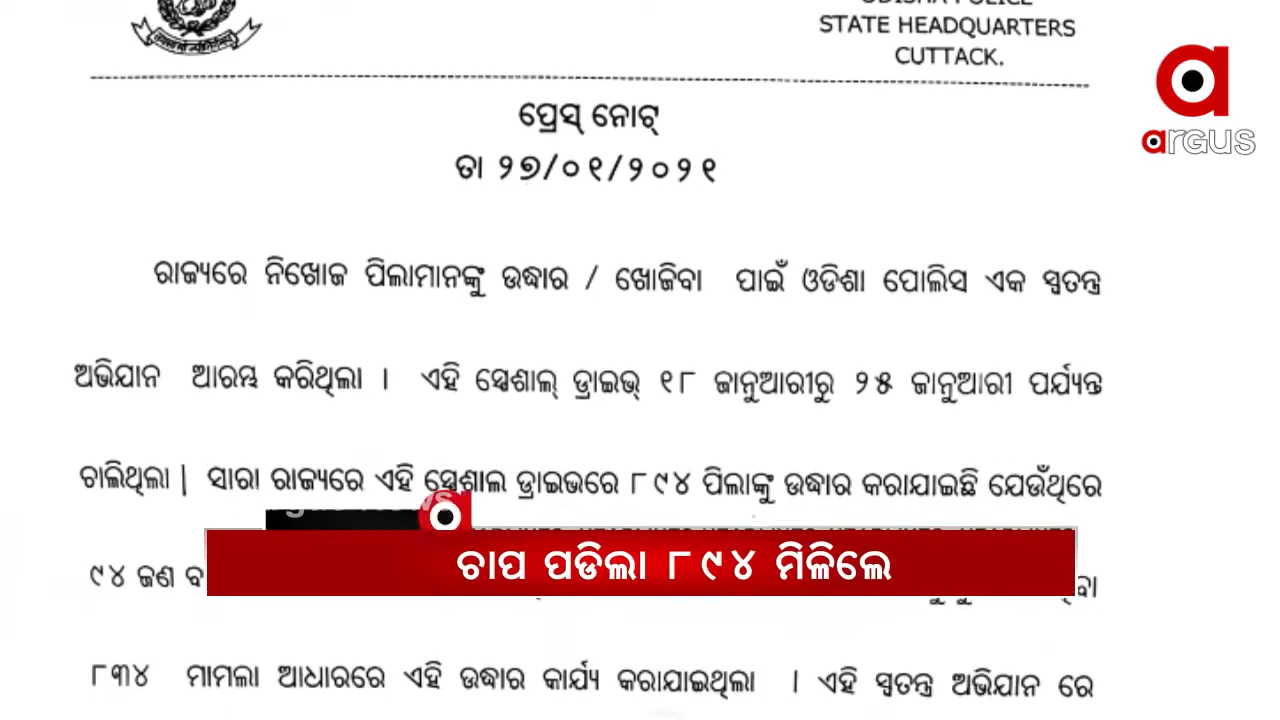 ODISHA POLICE
STATE HEADQUARTERS
CUTTACK.
argus
ପ୍ରେସ୍ ନୋଟ୍
ତା ୨୭/୦୧/୨୦୨୧
ରାଜ୍ୟରେ ନିଖୋଜ ପିଲାମାନଙ୍କୁ ଉଦ୍ଧାର / ଖୋଜିବା ପାଇଁ ଓଡିଶା ପୋଲିସ ଏକ ସ୍ୱତନ୍ତ୍ର
ଅଭିଯାନ ଆରମ୍ଭ କରିଥିଲା । ଏହି ସ୍ପେଶାଲ୍ ଡ୍ରାଇଭ୍ ୧୮ ଜାନୁଆରୀରୁ ୨୫ ଜାନୁଆରୀ ପର୍ଯ୍ୟନ୍ତ
ଚାଲିଥିଲା| ସାରା ରାଜ୍ୟରେ ଏହି ସ୍ପେଶାଲ ଡ୍ରାଇଭରେ ୮୯୪ ପିଲାଙ୍କୁ ଉଦ୍ଧାର କରାଯାଇଛି ଯେଉଁଥିରେ
୯୪ ଜଣ
ଚାପ ପଡିଲା ୮୯୪ ମିଳିଲେ
୮୩୪ ମାମଲା ଆଧାରରେ ଏହି ଉଦ୍ଧାର କାର୍ଯ୍ୟ କରାଯାଇଥିଲା । ଏହି ସ୍ୱତନ୍ତ୍ର ଅଭିଯାନ ରେ